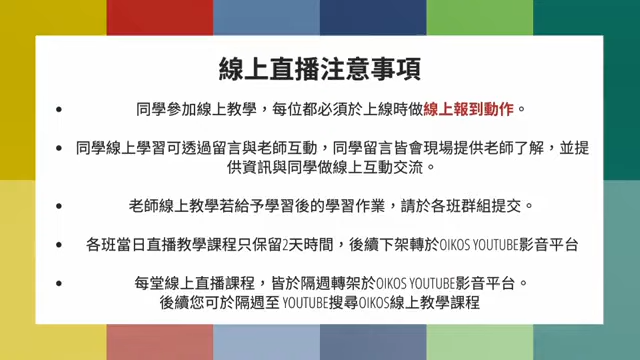 線上直播注意事項
• 同學參加線上教學，每位都必須於上線時做線上報到動作。
• 同學線上學習可透過留言與老師互動，同學留言皆會現場提供老師了解，並提
供資訊與同學做線上互動交流。
• 老師線上教學若給予學習後的學習作業，請於各班群組提交。
• 各班當日直播教學課程只保留2天時間，後續下架轉於OIKOS YOUTUBE影音平台
• 每堂線上直播課程，皆於隔週轉架於OIKOS YOUTUBE影音平台。
後續您可於隔週至 YOUTUBE搜尋OIKOS線上教學課程